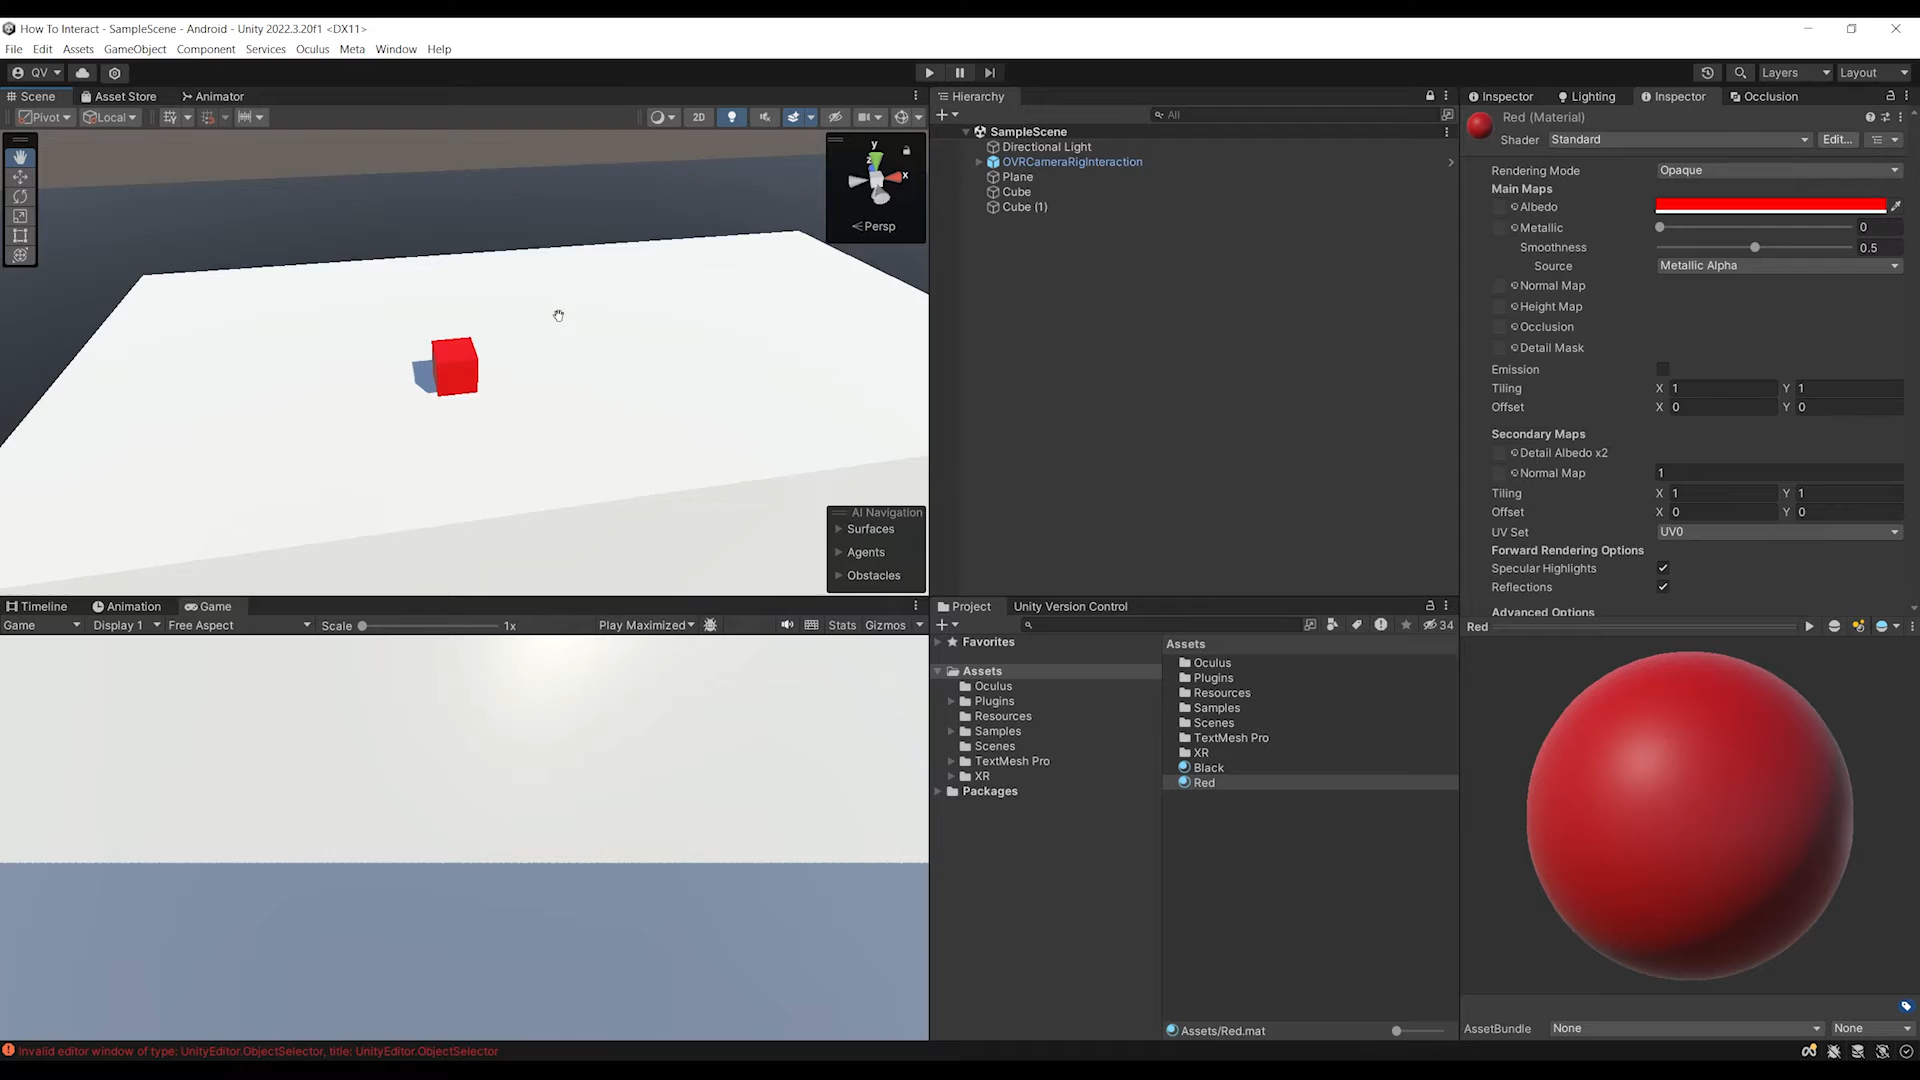 How To Interact - SampleScene - Android - Unity 2022.3.20f1 <DX11>
File Edit Assets GameObject Component Services Oculus Meta Window Help
QV
Layers Layout
Scene Asset Store Animator
Pivot Local
2D
y
z
x
Persp
AI Navigation
Surfaces
Agents
Obstacles
Hierarchy
All
SampleScene
Directional Light
OVRCameraRigInteraction
Plane
Cube
Cube (1)
Inspector Lighting Inspector Occlusion
Red (Material)
Shader Standard Edit...
Rendering Mode Opaque
Main Maps
Albedo
Metallic 0
Smoothness 0.5
Source Metallic Alpha
Normal Map
Height Map
Occlusion
Detail Mask
Emission
Tiling X 1 Y 1
Offset X 0 Y 0
Secondary Maps
Detail Albedo x2
Normal Map 1
Tiling X 1 Y 1
Offset X 0 Y 0
UV Set UV0
Forward Rendering Options
Specular Highlights
Reflections
Advanced Options
Timeline Animation Game
Game Display 1 Free Aspect Scale 1x Play Maximized Stats Gizmos
Project Unity Version Control
34
Favorites
Assets
Oculus
Plugins
Resources
Samples
Scenes
TextMesh Pro
XR
Packages
Assets
Oculus
Plugins
Resources
Samples
Scenes
TextMesh Pro
XR
Black
Red
Assets/Red.mat
Red
AssetBundle None None
Invalid editor window of type: UnityEditor.ObjectSelector, title: UnityEditor.ObjectSelector